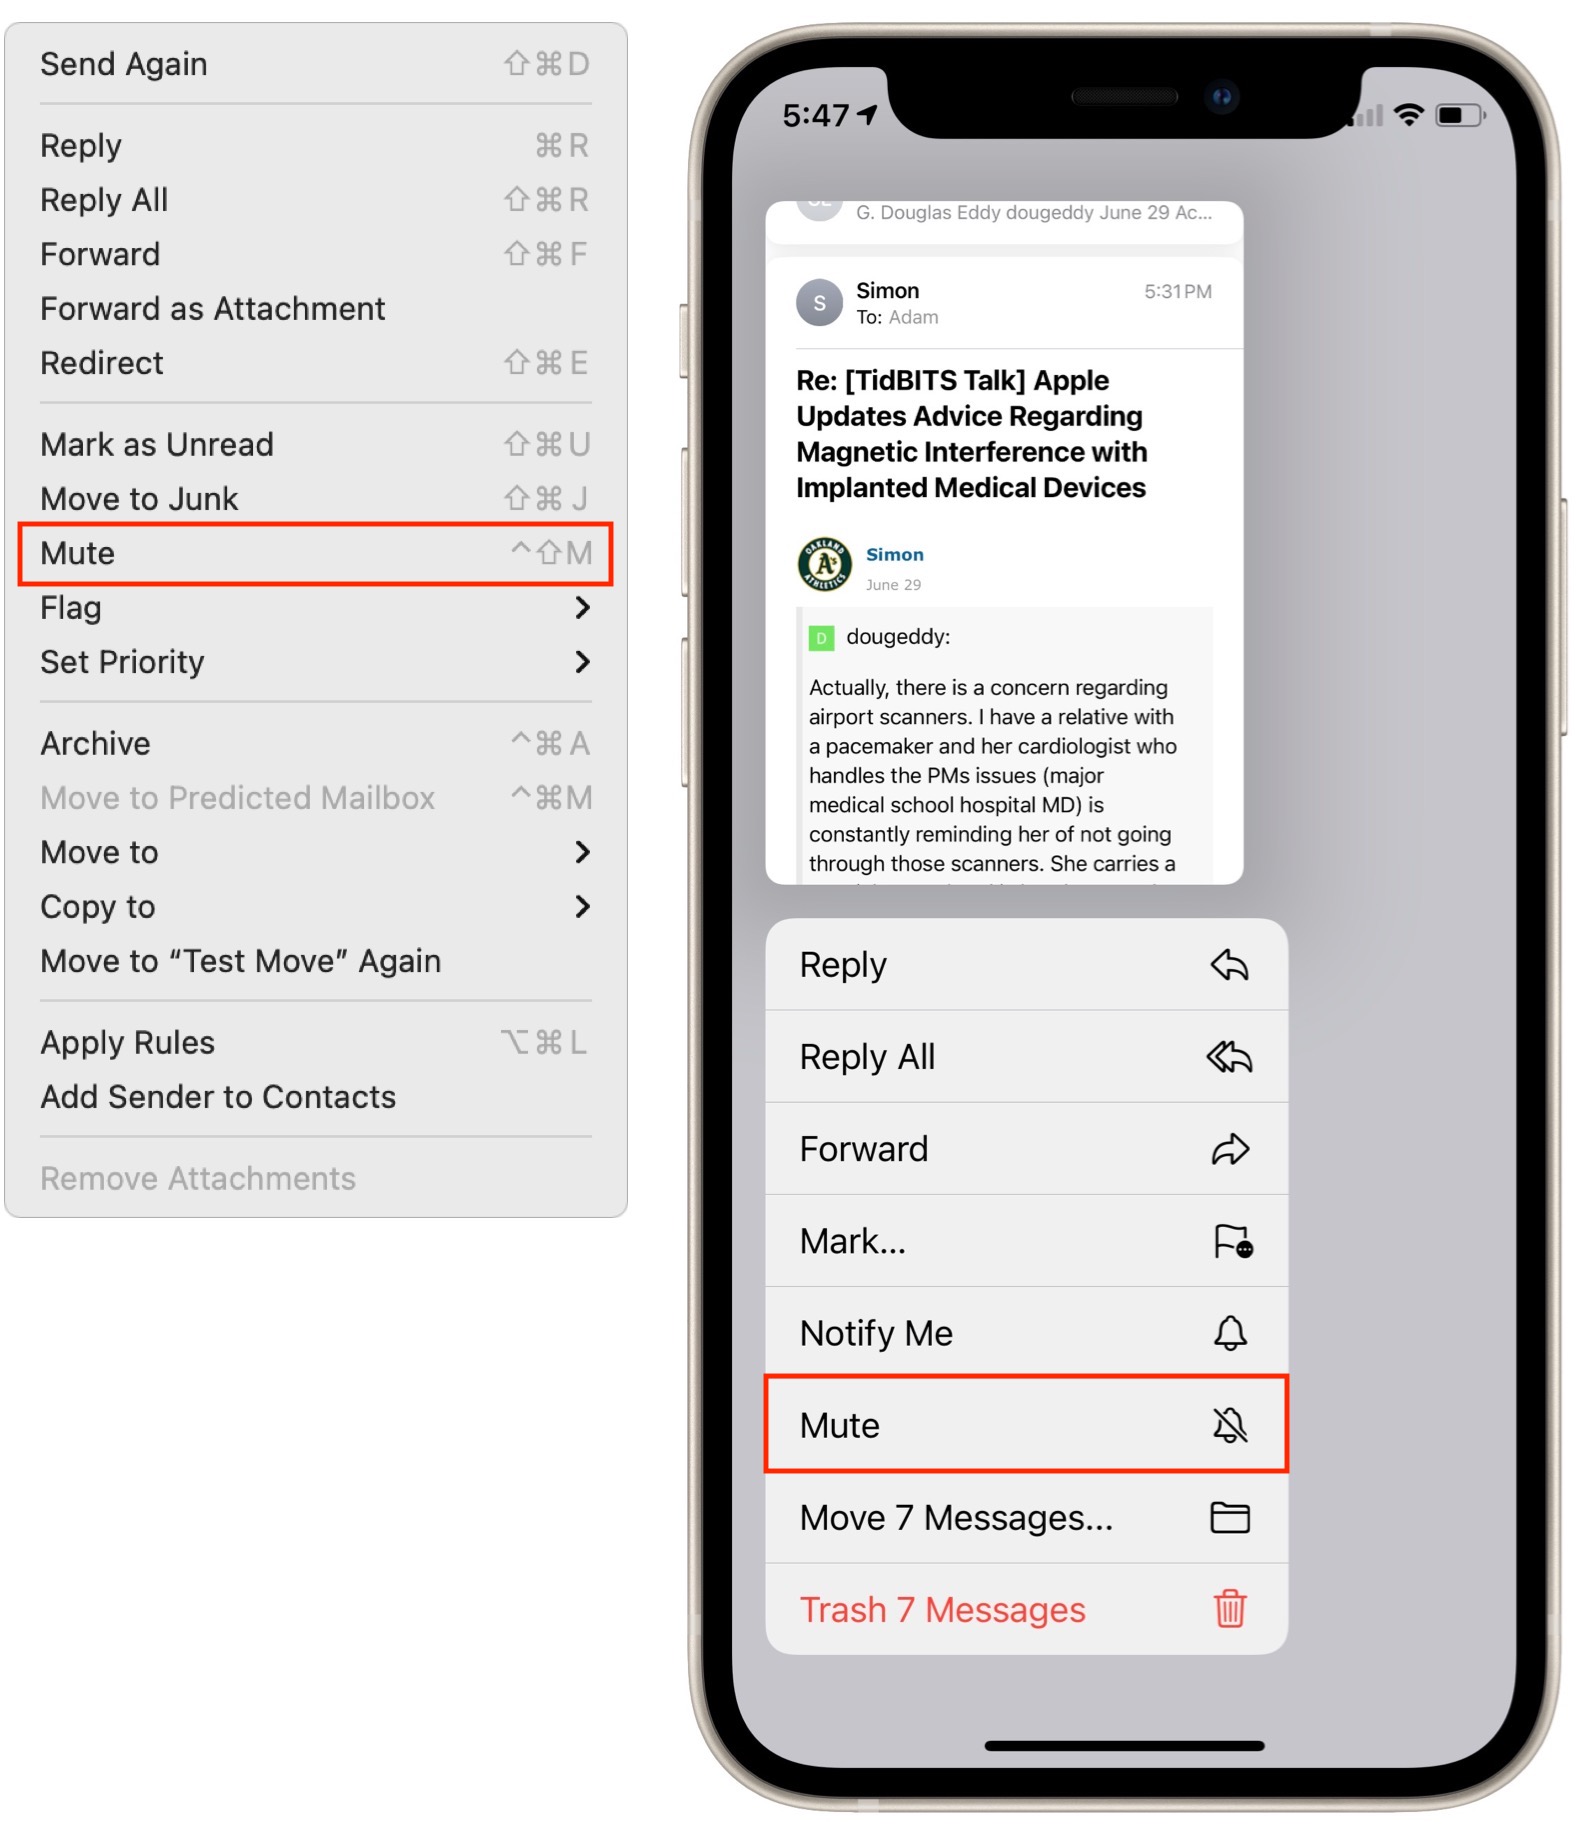 Send Again ⇧⌘D
Reply ⌘R
Reply All ⇧⌘R
Forward ⇧⌘F
Forward as Attachment
Redirect ⇧⌘E
Mark as Unread ⇧⌘U
Move to Junk ⇧⌘J
Mute ^⇧M
Flag
Set Priority
Archive ^⌘A
Move to Predicted Mailbox ^⌘M
Move to
Copy to
Move to “Test Move” Again
Apply Rules ⌥⌘L
Add Sender to Contacts
Remove Attachments
5:47
G. Douglas Eddy dougeddy June 29 Ac...
S
Simon 5:31 PM
To: Adam
Re: [TidBITS Talk] Apple
Updates Advice Regarding
Magnetic Interference with
Implanted Medical Devices
OAKLAND
A's
ATHLETICS
Simon
June 29
D dougeddy:
Actually, there is a concern regarding
airport scanners. I have a relative with
a pacemaker and her cardiologist who
handles the PMs issues (major
medical school hospital MD) is
constantly reminding her of not going
through those scanners. She carries a
Reply
Reply All
Forward
Mark...
Notify Me
Mute
Move 7 Messages...
Trash 7 Messages